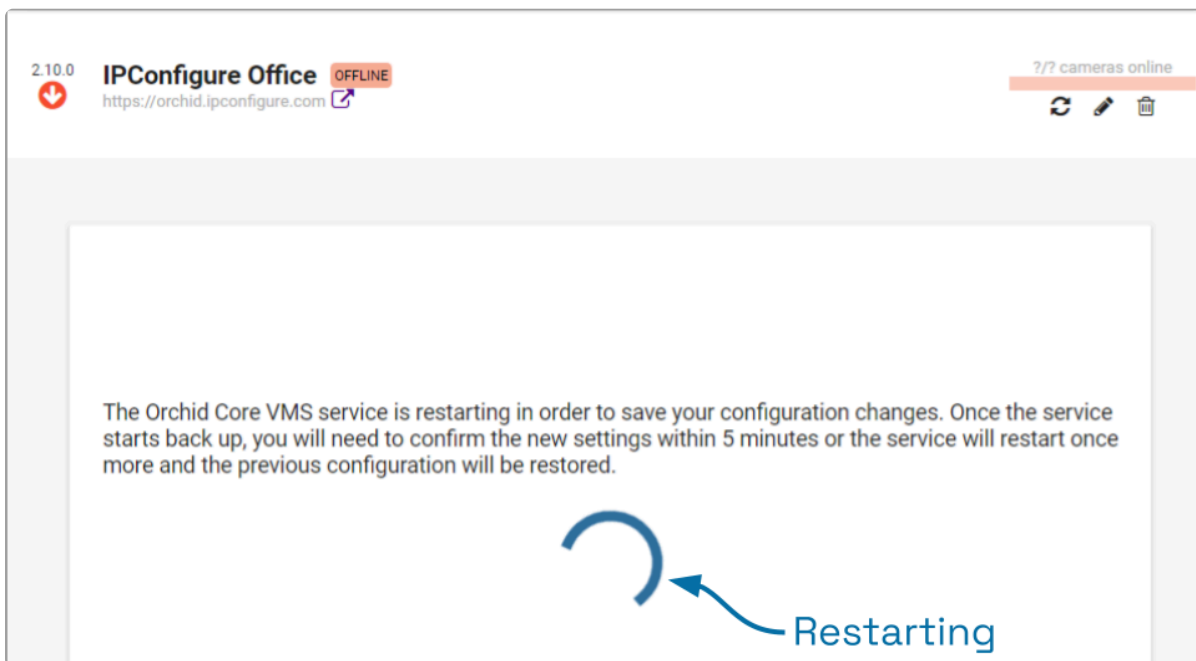 2.10.0
IPConfigure Office OFFLINE
https://orchid.ipconfigure.com
?/? cameras online
The Orchid Core VMS service is restarting in order to save your configuration changes. Once the service
starts back up, you will need to confirm the new settings within 5 minutes or the service will restart once
more and the previous configuration will be restored.
Restarting